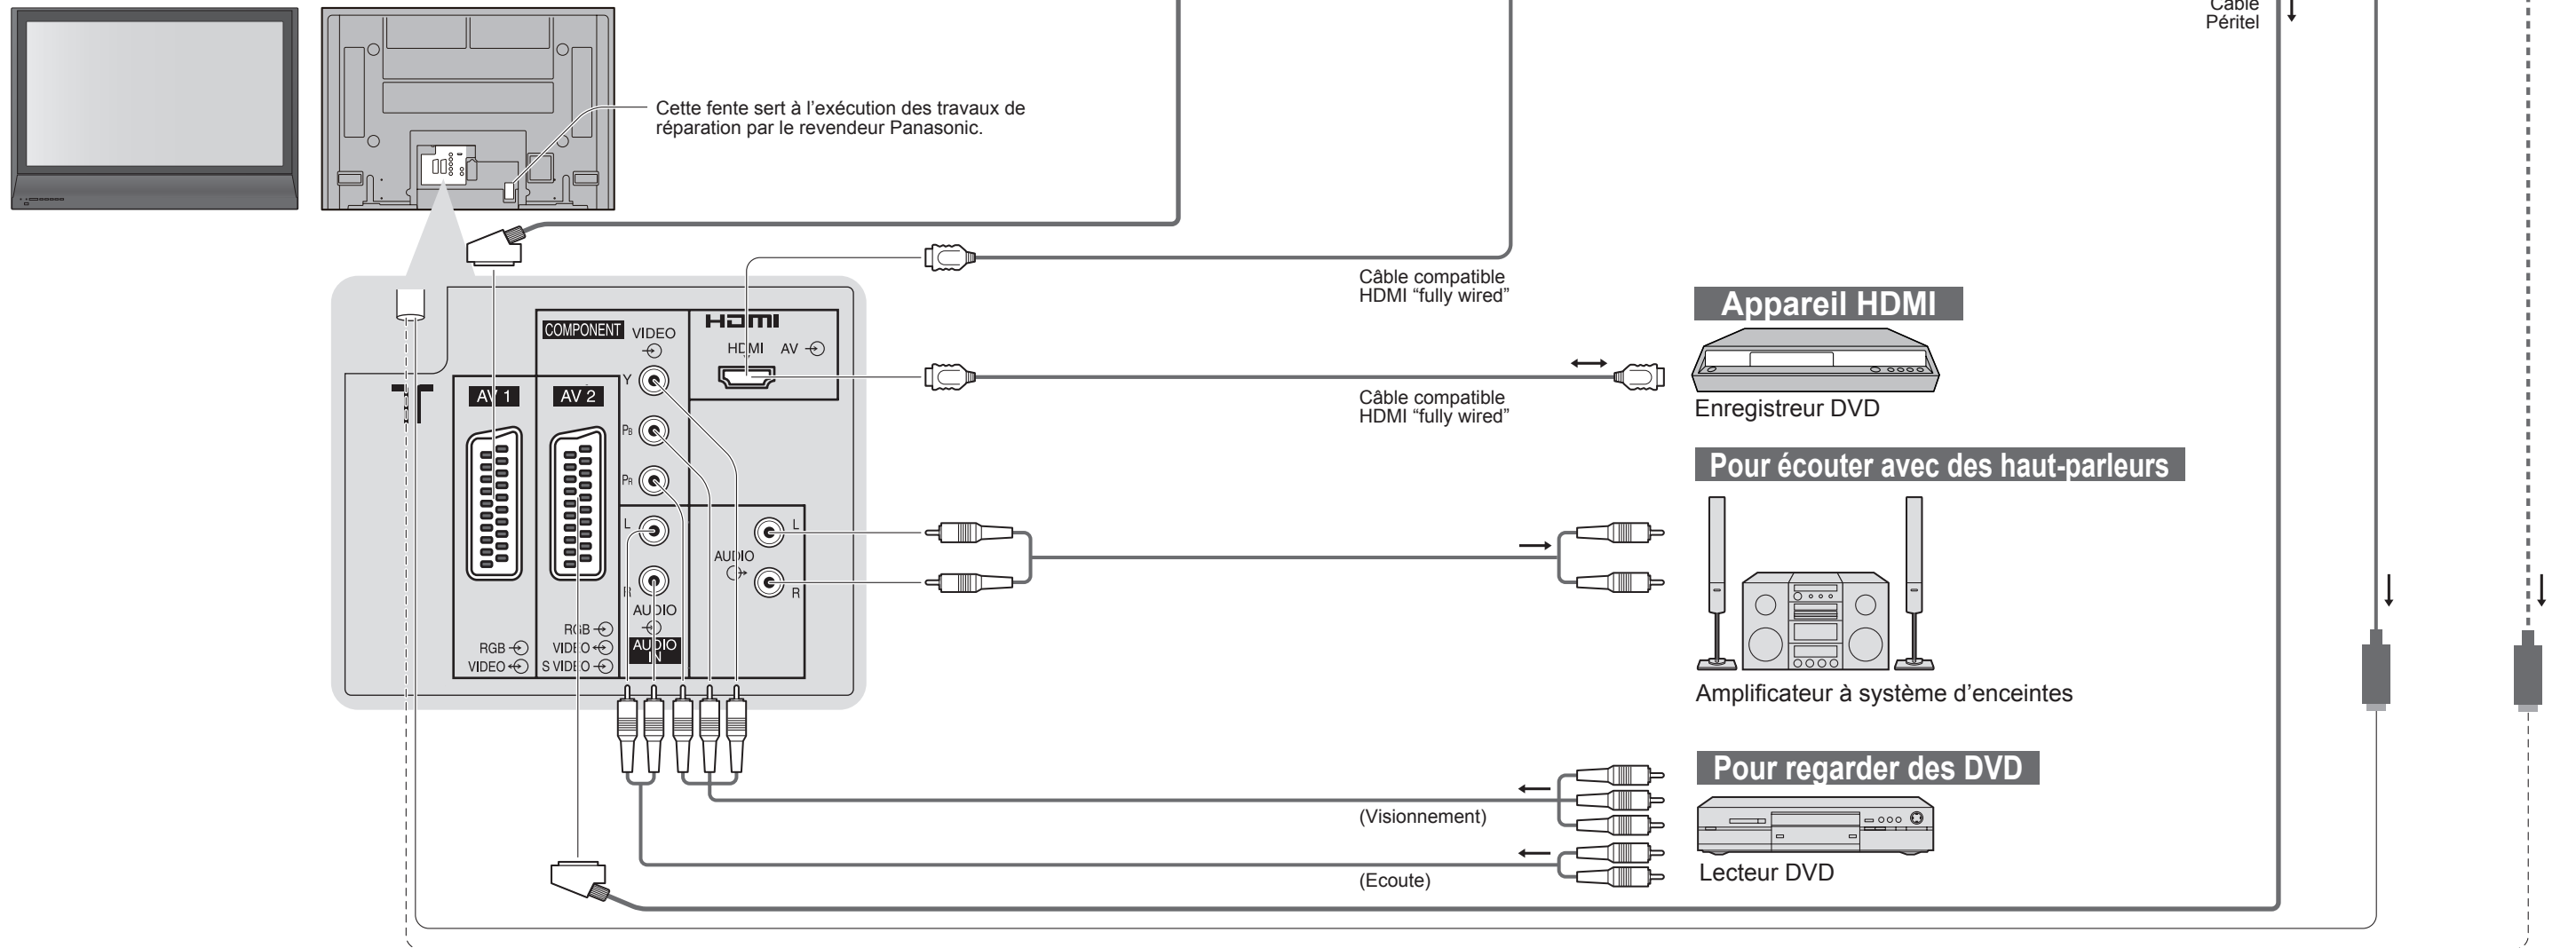 Câble
Péritel
Cette fente sert à l’exécution des travaux de
réparation par le revendeur Panasonic.
Câble compatible
HDMI “fully wired”
Appareil HDMI
COMPONENT
VIDEO
HDMI
HDMI AV
Y
AV 1
AV 2
Câble compatible
HDMI “fully wired”
Enregistreur DVD
PB
Pour écouter avec des haut-parleurs
PR
L
L
AUDIO
R
R
AUDIO
RGB
RGB
VIDEO
AUDIO
IN
VIDEO
S VIDEO
Amplificateur à système d’enceintes
Pour regarder des DVD
(Visionnement)
Lecteur DVD
(Ecoute)